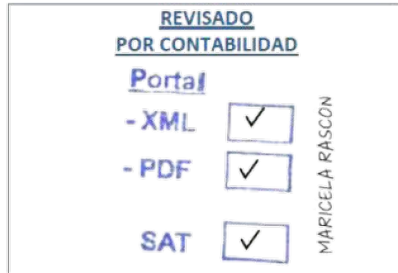 REVISADO
POR CONTABILIDAD
Portal
- XML ✓
- PDF ✓
SAT ✓
MARICELA RASCON